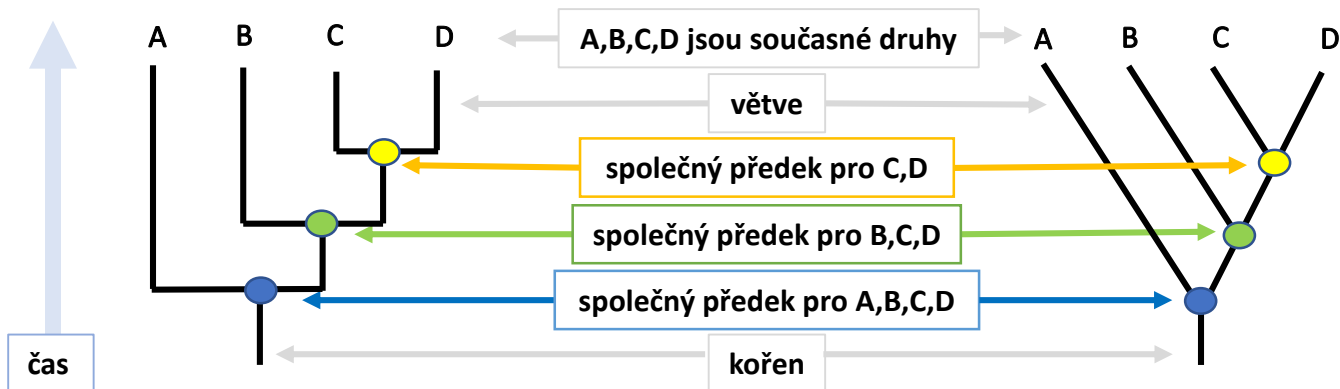 A B C D
A,B,C,D jsou současné druhy
A B C D
větve
společný předek pro C,D
společný předek pro B,C,D
společný předek pro A,B,C,D
čas
kořen